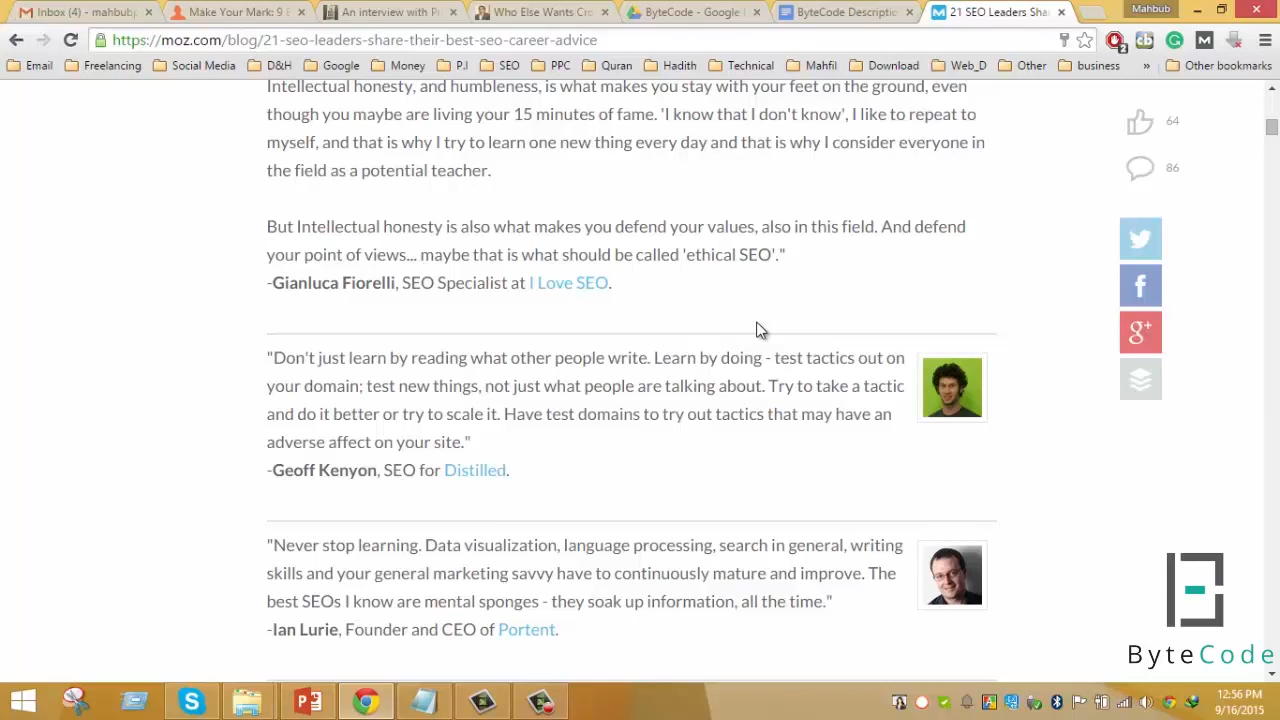 Inbox (4) - mahbubj
Make Your Mark: 9 E
An interview with P
Who Else Wants Cro
ByteCode - Google
ByteCode Descriptio
21 SEO Leaders Sha
Mahbub
https://moz.com/blog/21-seo-leaders-share-their-best-seo-career-advice
2
Email
Freelancing
Social Media
D&H
Google
Money
P.I
SEO
PPC
Quran
Hadith
Technical
Mahfil
Download
Web_D
Other
business
»
Other bookmarks
Intellectual honesty, and humbleness, is what makes you stay with your feet on the ground, even
though you maybe are living your 15 minutes of fame. 'I know that I don't know', I like to repeat to
myself, and that is why I try to learn one new thing every day and that is why I consider everyone in
the field as a potential teacher.
64
86
But Intellectual honesty is also what makes you defend your values, also in this field. And defend
your point of views... maybe that is what should be called 'ethical SEO'."
-Gianluca Fiorelli, SEO Specialist at I Love SEO.
"Don't just learn by reading what other people write. Learn by doing - test tactics out on
your domain; test new things, not just what people are talking about. Try to take a tactic
and do it better or try to scale it. Have test domains to try out tactics that may have an
adverse affect on your site."
-Geoff Kenyon, SEO for Distilled.
"Never stop learning. Data visualization, language processing, search in general, writing
skills and your general marketing savvy have to continuously mature and improve. The
best SEOs I know are mental sponges - they soak up information, all the time."
-Ian Lurie, Founder and CEO of Portent.
ByteCode
12:56 PM
9/16/2015